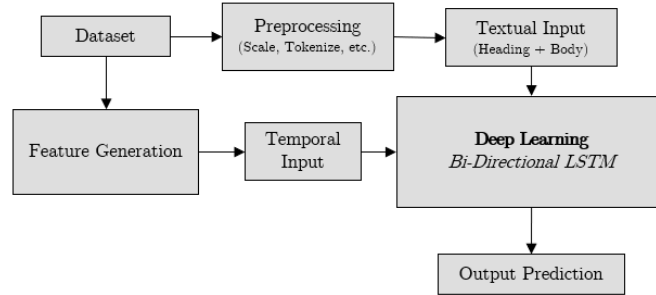 Dataset
Preprocessing
(Scale, Tokenize, etc.)
Textual Input
(Heading + Body)
Feature Generation
Temporal
Input
Deep Learning
Bi-Directional LSTM
Output Prediction